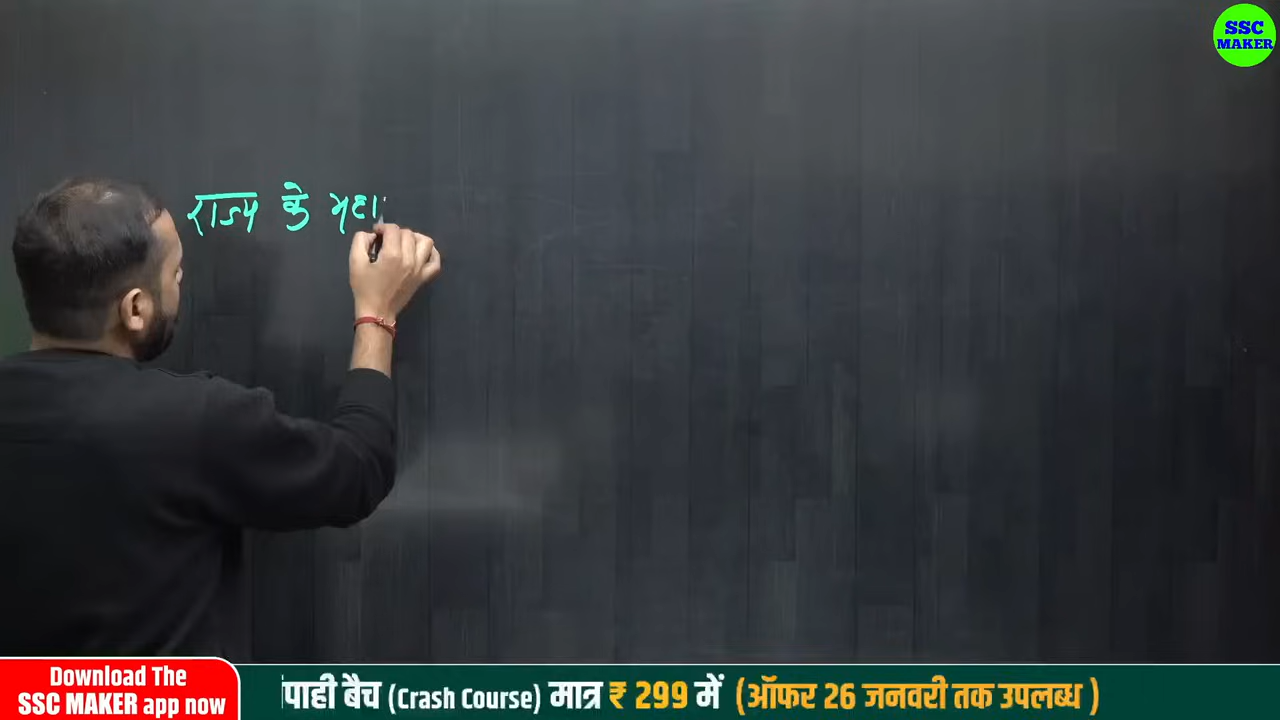 SSC
MAKER
राज्य के महा
Download The
SSC MAKER app now
पाही बैच (Crash Course) मात्र ₹ 299 में (ऑफर 26 जनवरी तक उपलब्ध )